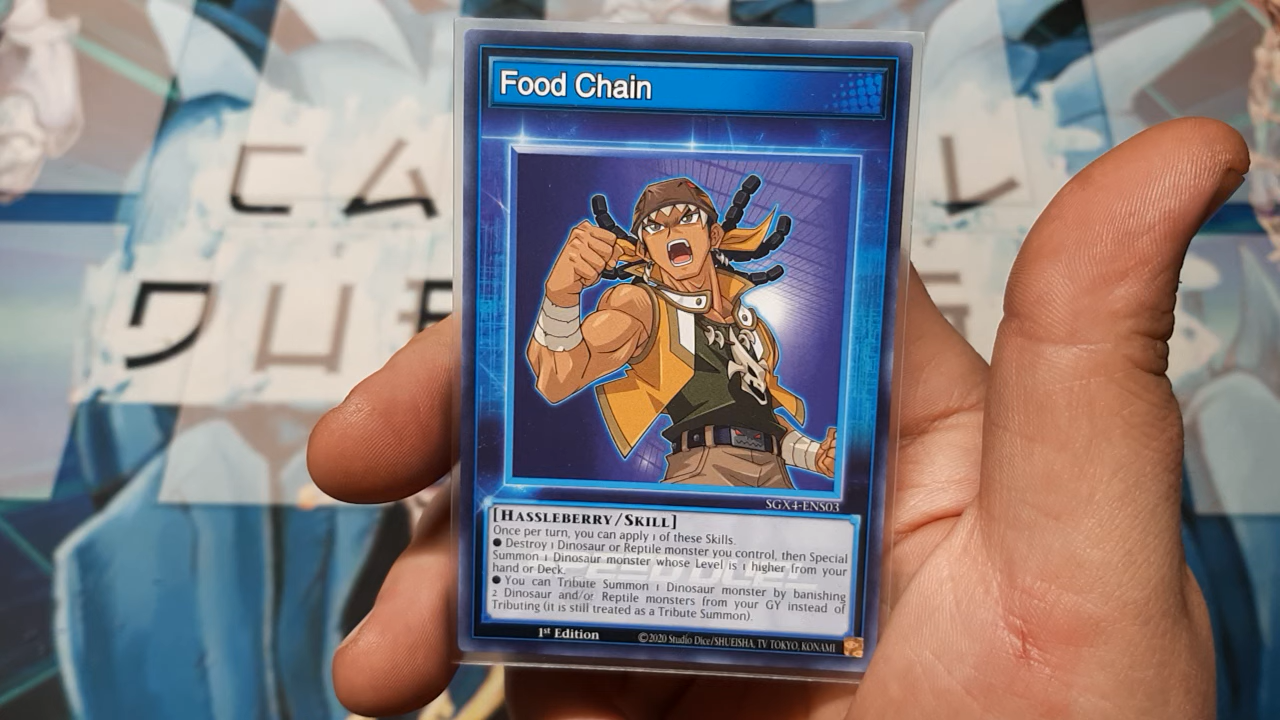 Food Chain
SGX4-ENS03
[HASSLEBERRY/SKILL]
Once per turn, you can apply 1 of these Skills.
● Destroy 1 Dinosaur or Reptile monster you control, then Special
Summon 1 Dinosaur monster whose Level is 1 higher from your
hand or Deck.
● You can Tribute Summon 1 Dinosaur monster by banishing
2 Dinosaur and/or Reptile monsters from your GY instead of
Tributing (it is still treated as a Tribute Summon).
SPEED DUEL
1st Edition
©2020 Studio Dice/SHUEISHA, TV TOKYO, KONAMI